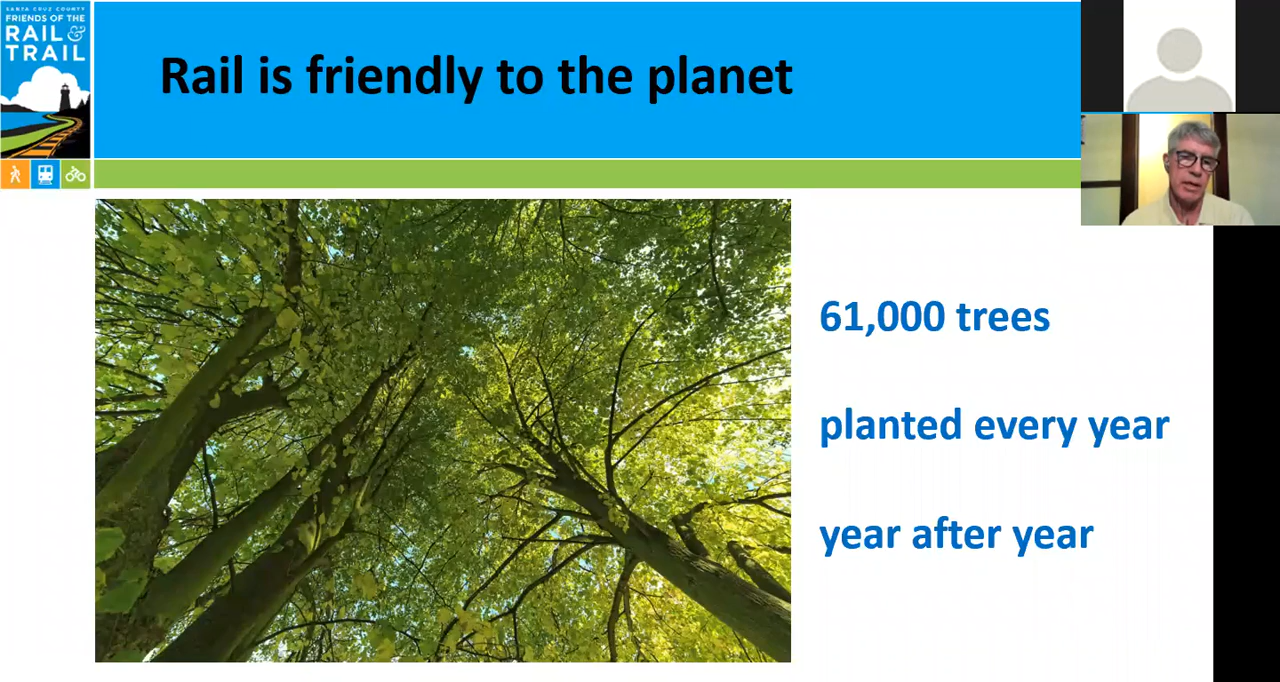 SANTA CRUZ COUNTY
FRIENDS OF THE
RAIL &
TRAIL
Rail is friendly to the planet
61,000 trees
planted every year
year after year